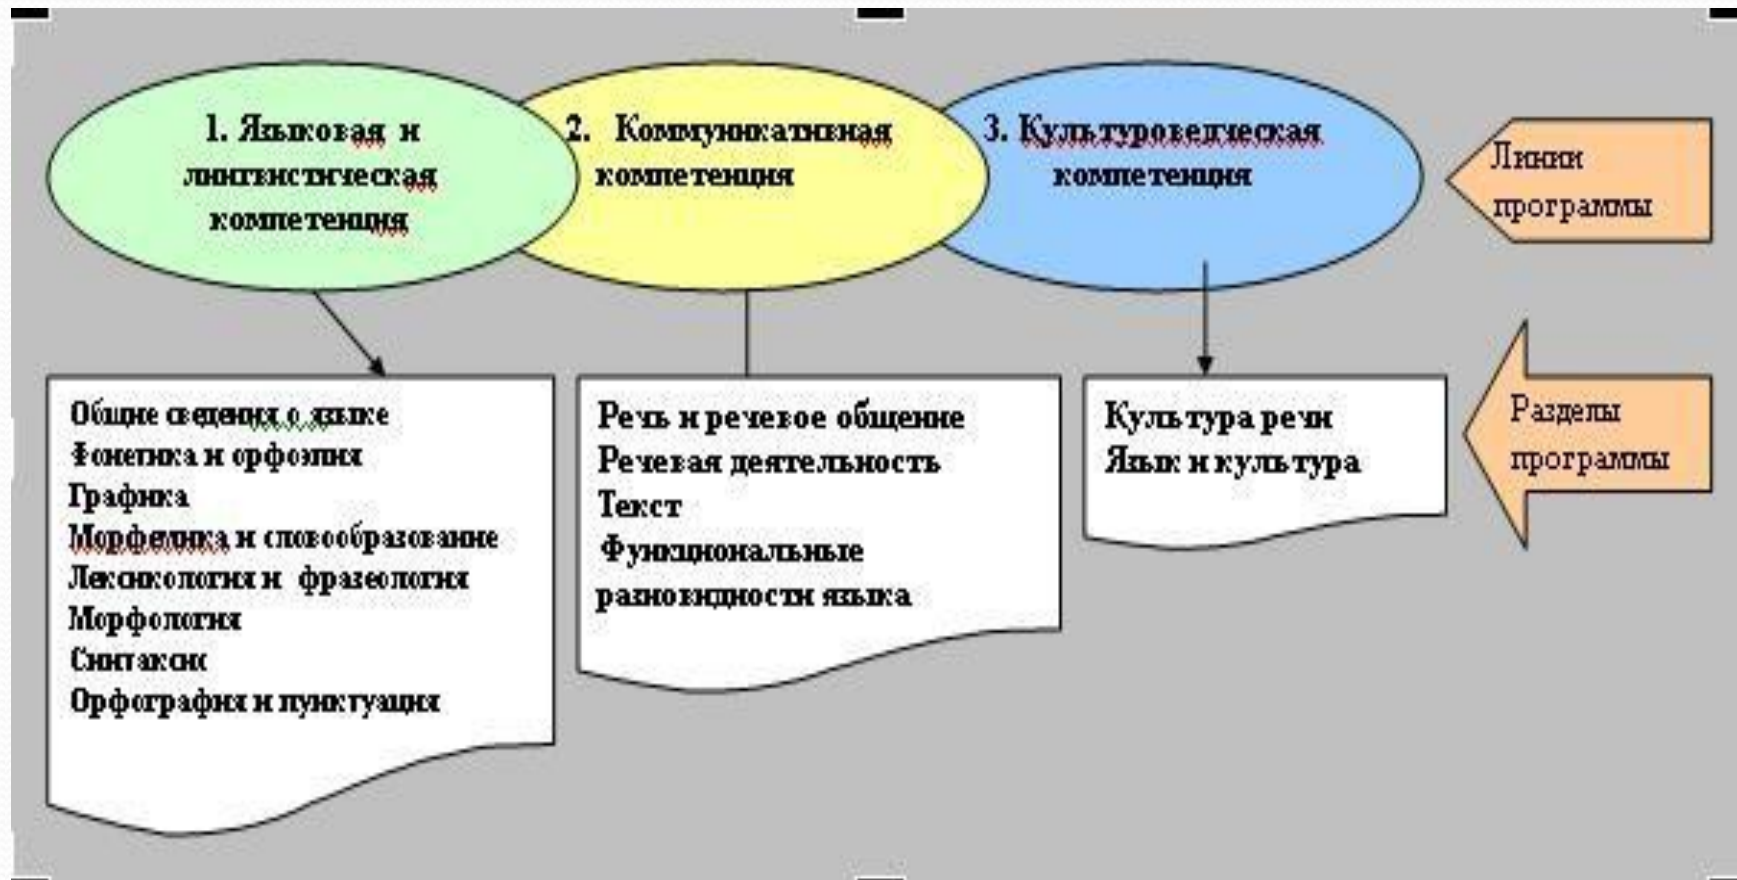 1. Языковая и
лингвистическая
компетенция
2. Коммуникативная
компетенция
3. Культуроведческая
компетенция
Линии
программы
Общие сведения о языке
Фонетика и орфоэпия
Графика
Морфемика и словообразование
Лексикология и фразеология
Морфология
Синтаксис
Орфография и пунктуация
Речь и речевое общение
Речевая деятельность
Текст
Функциональные
разновидности языка
Культура речи
Язык и культура
Разделы
программы